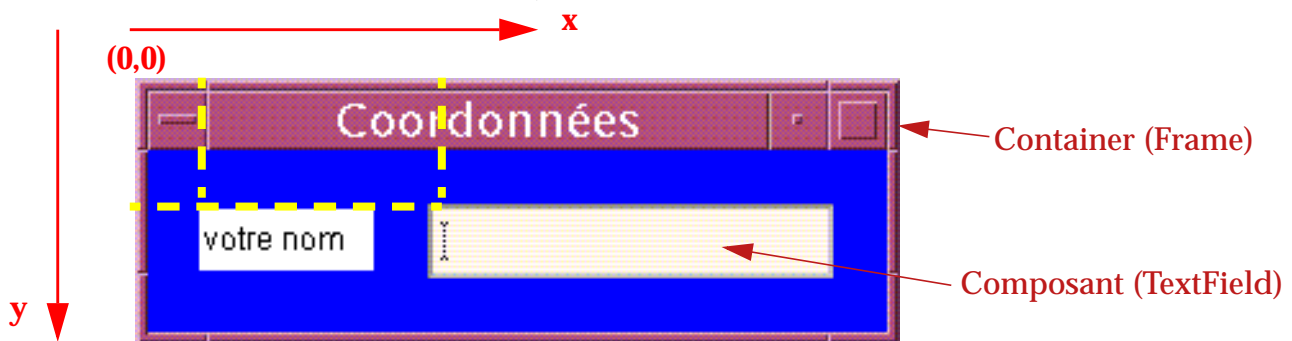 x
(0,0)
Coordonnées
Container (Frame)
votre nom
Composant (TextField)
y